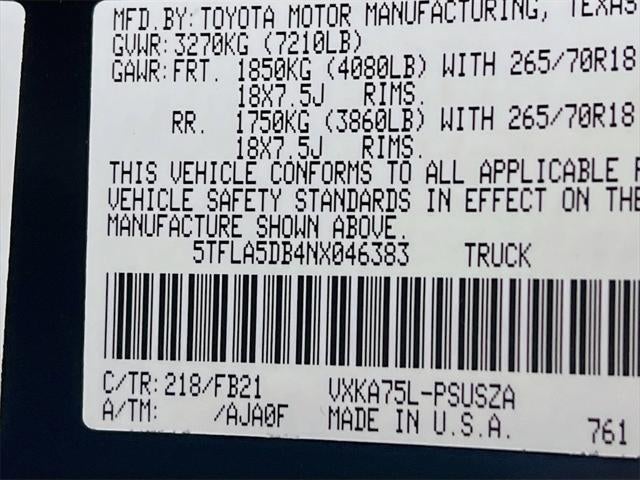 MFD. BY: TOYOTA MOTOR MANUFACTURING, TEXAS
GVWR: 3270KG (7210LB)
GAWR: FRT. 1850KG (4080LB) WITH 265/70R18
18X7.5J RIMS.
RR. 1750KG (3860LB) WITH 265/70R18
18X7.5J RIMS.
THIS VEHICLE CONFORMS TO ALL APPLICABLE
VEHICLE SAFETY STANDARDS IN EFFECT ON THE
MANUFACTURE SHOWN ABOVE.
5TFLA5DB4NX046383 TRUCK
C/TR: 218/FB21 VXKA75L-PSUSZA
A/TM: /AJA0F MADE IN U.S.A. 761